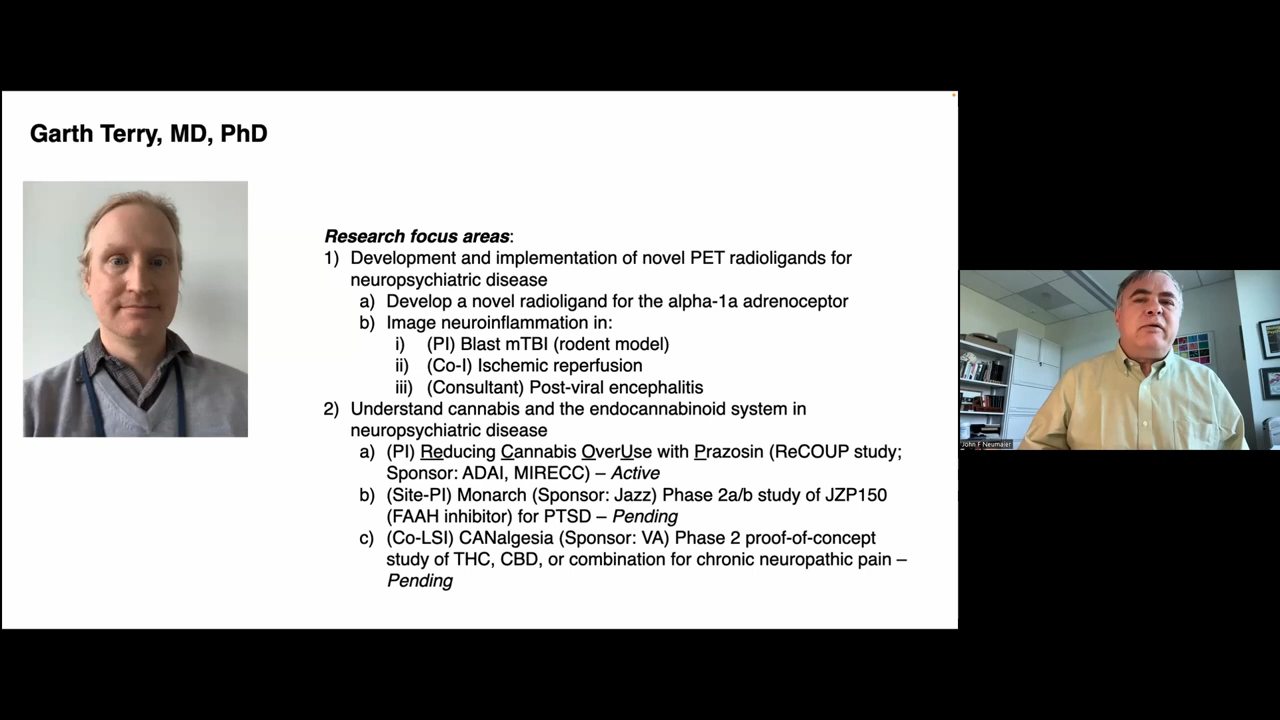 Garth Terry, MD, PhD
Research focus areas:
1) Development and implementation of novel PET radioligands for
neuropsychiatric disease
a) Develop a novel radioligand for the alpha-1a adrenoceptor
b) Image neuroinflammation in:
i) (PI) Blast mTBI (rodent model)
ii) (Co-I) Ischemic reperfusion
iii) (Consultant) Post-viral encephalitis
2) Understand cannabis and the endocannabinoid system in
neuropsychiatric disease
a) (PI) Reducing Cannabis OverUse with Prazosin (ReCOUP study;
Sponsor: ADAI, MIRECC) – Active
b) (Site-PI) Monarch (Sponsor: Jazz) Phase 2a/b study of JZP150
(FAAH inhibitor) for PTSD – Pending
c) (Co-LSI) CANalgesia (Sponsor: VA) Phase 2 proof-of-concept
study of THC, CBD, or combination for chronic neuropathic pain –
Pending
John F Neumaier